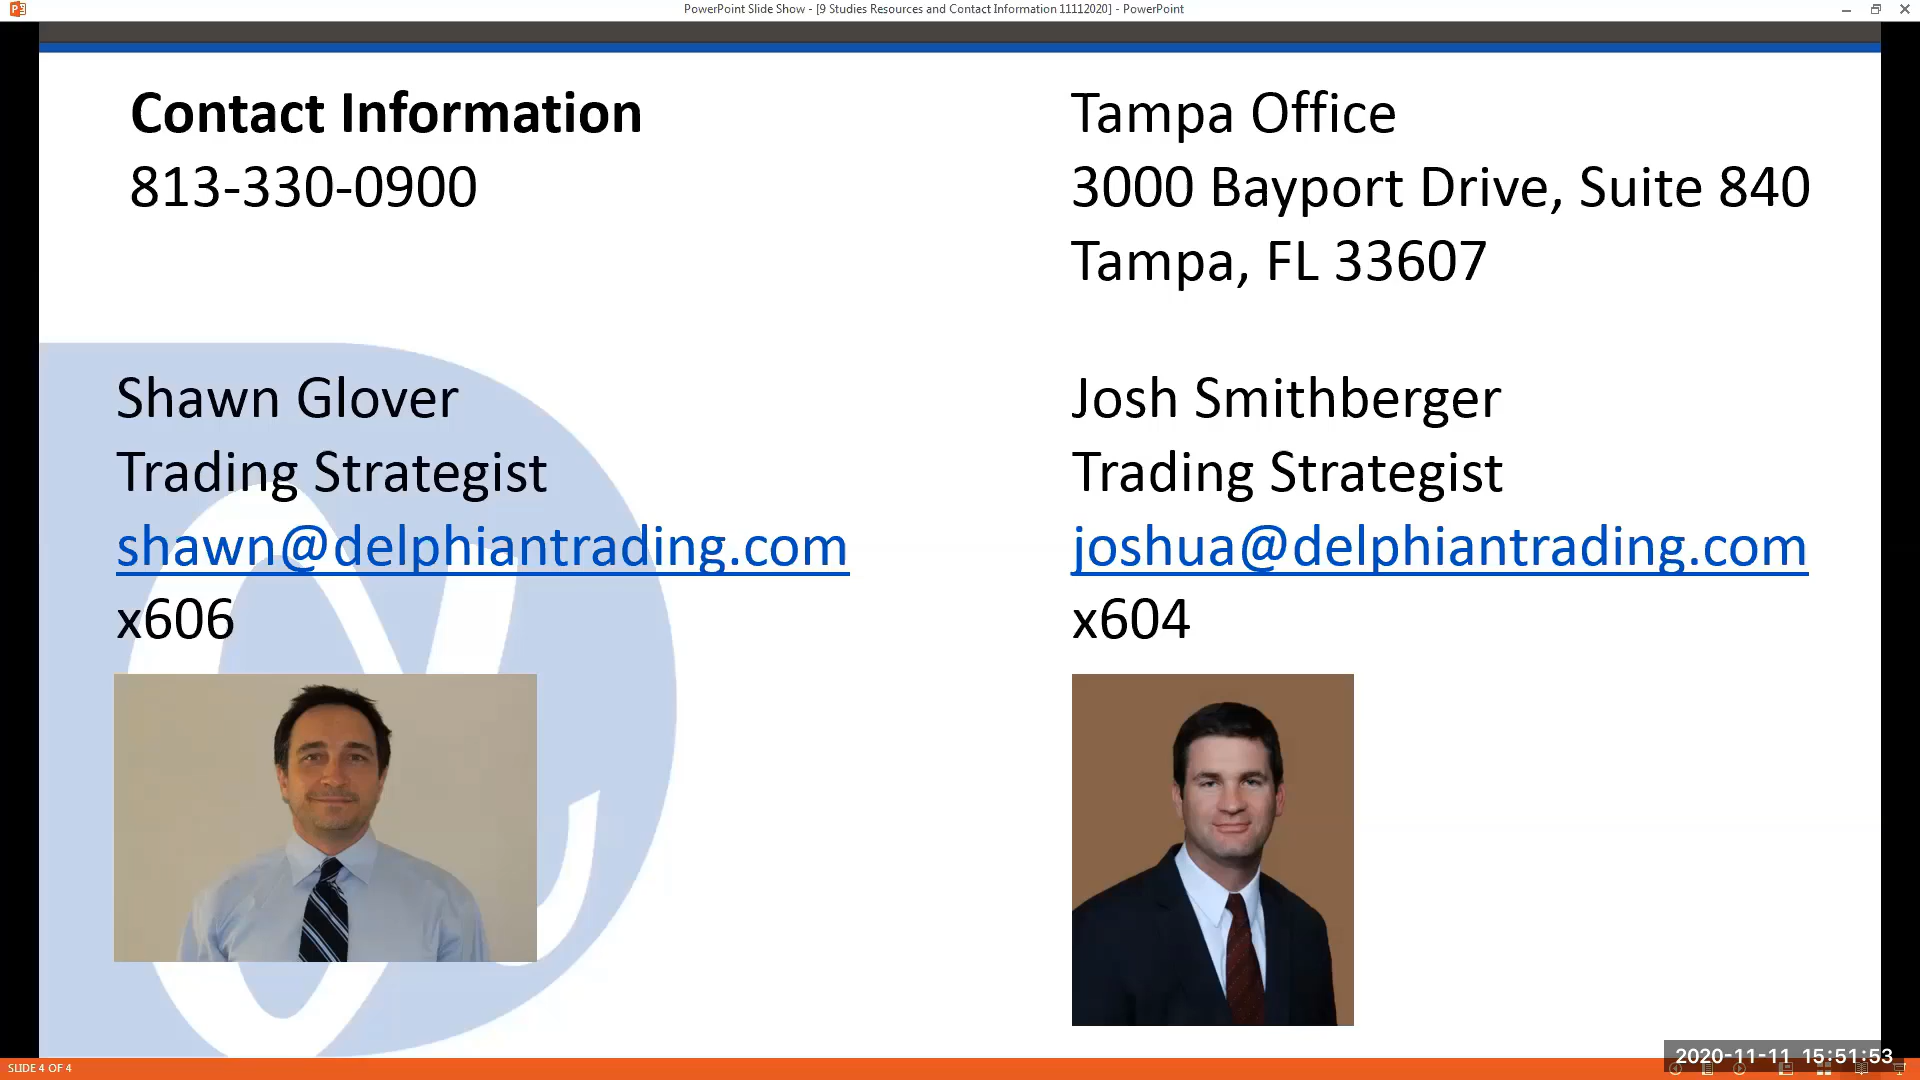 PowerPoint Slide Show - [9 Studies Resources and Contact Information 11112020] - PowerPoint
Contact Information
813-330-0900
Tampa Office
3000 Bayport Drive, Suite 840
Tampa, FL 33607
Shawn Glover
Trading Strategist
shawn@delphiantrading.com
x606
Josh Smithberger
Trading Strategist
joshua@delphiantrading.com
x604
2020-11-11 15:51:53
SLIDE 4 OF 4